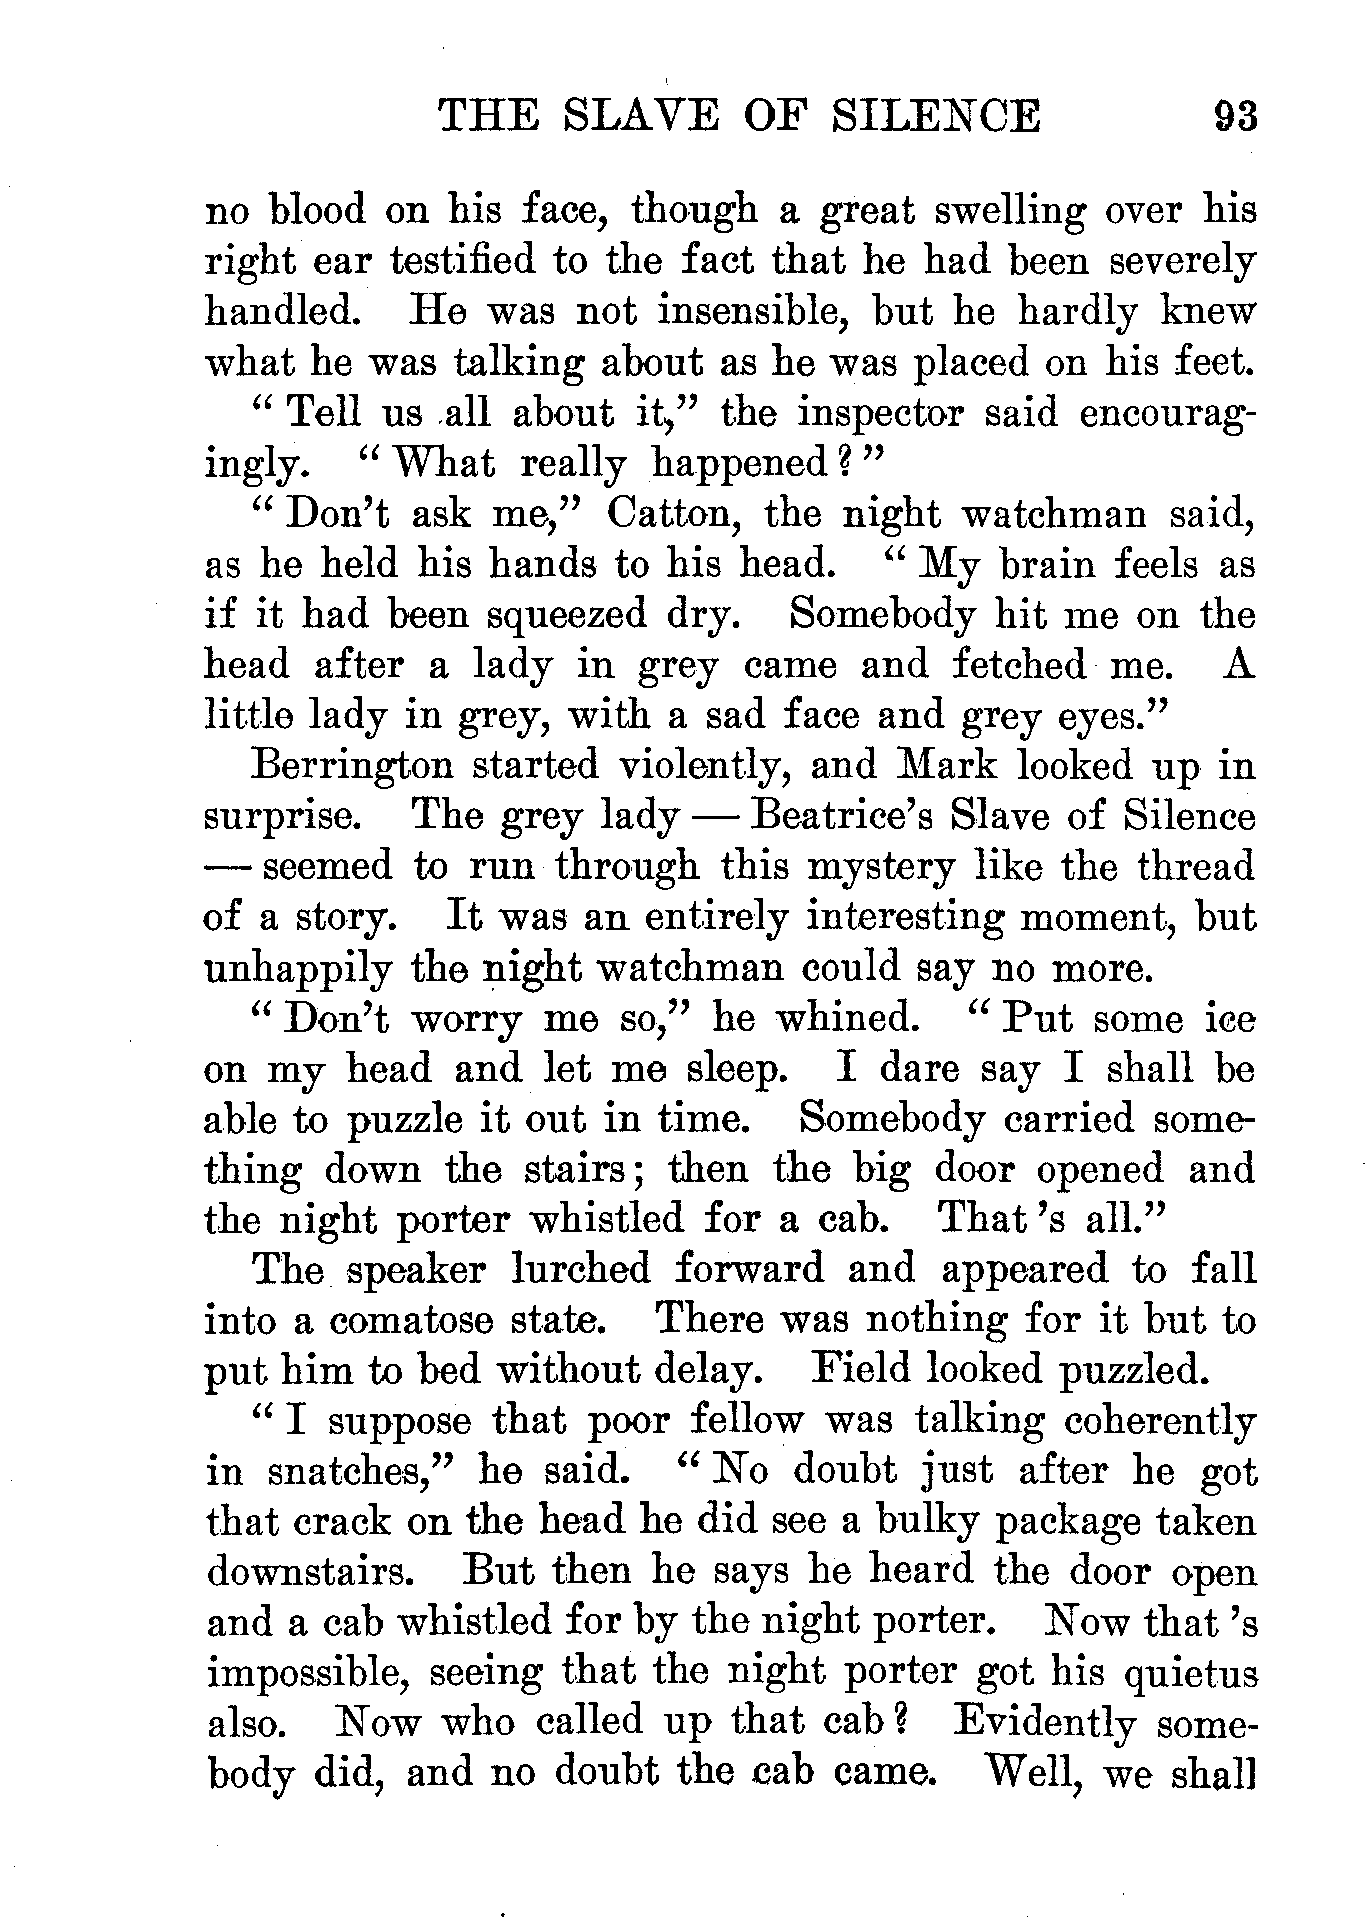 THE SLAVE OF SILENCE 93
no blood on his face, though a great swelling over his
right ear testified to the fact that he had been severely
handled. He was not insensible, but he hardly knew
what he was talking about as he was placed on his feet.
“ Tell us all about it,” the inspector said encourag-
ingly. “ What really happened ? ”
“ Don’t ask me,” Catton, the night watchman said,
as he held his hands to his head. “ My brain feels as
if it had been squeezed dry. Somebody hit me on the
head after a lady in grey came and fetched me. A
little lady in grey, with a sad face and grey eyes.”
Berrington started violently, and Mark looked up in
surprise. The grey lady — Beatrice’s Slave of Silence
— seemed to run through this mystery like the thread
of a story. It was an entirely interesting moment, but
unhappily the night watchman could say no more.
“ Don’t worry me so,” he whined. “ Put some ice
on my head and let me sleep. I dare say I shall be
able to puzzle it out in time. Somebody carried some-
thing down the stairs; then the big door opened and
the night porter whistled for a cab. That ’s all.”
The speaker lurched forward and appeared to fall
into a comatose state. There was nothing for it but to
put him to bed without delay. Field looked puzzled.
“ I suppose that poor fellow was talking coherently
in snatches,” he said. “ No doubt just after he got
that crack on the head he did see a bulky package taken
downstairs. But then he says he heard the door open
and a cab whistled for by the night porter. Now that ’s
impossible, seeing that the night porter got his quietus
also. Now who called up that cab ? Evidently some-
body did, and no doubt the cab came. Well, we shall